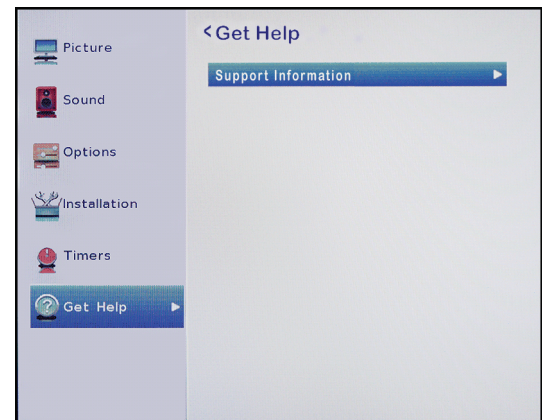 Picture
Sound
Options
Installation
Timers
Get Help
<Get Help
Support Information